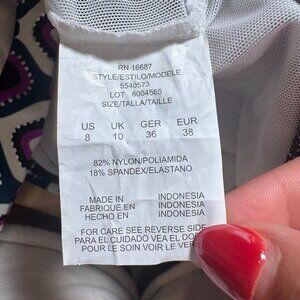 RN 16687
STYLE/ESTILO/MODELE
5540573
LOT 8004565
SIZE/TALLA/TAILLE
US UK GER EUR
8 10 36 38
82% NYLON/POLIAMIDA
18% SPANDEX/ELASTANO
MADE IN INDONESIA
FABRIQUE EN INDONESIA
HECHO EN INDONESIA
FOR CARE SEE REVERSE SIDE
PARA EL CUIDADO VEA EL DO
POUR LE SOIN VOIR LE VER